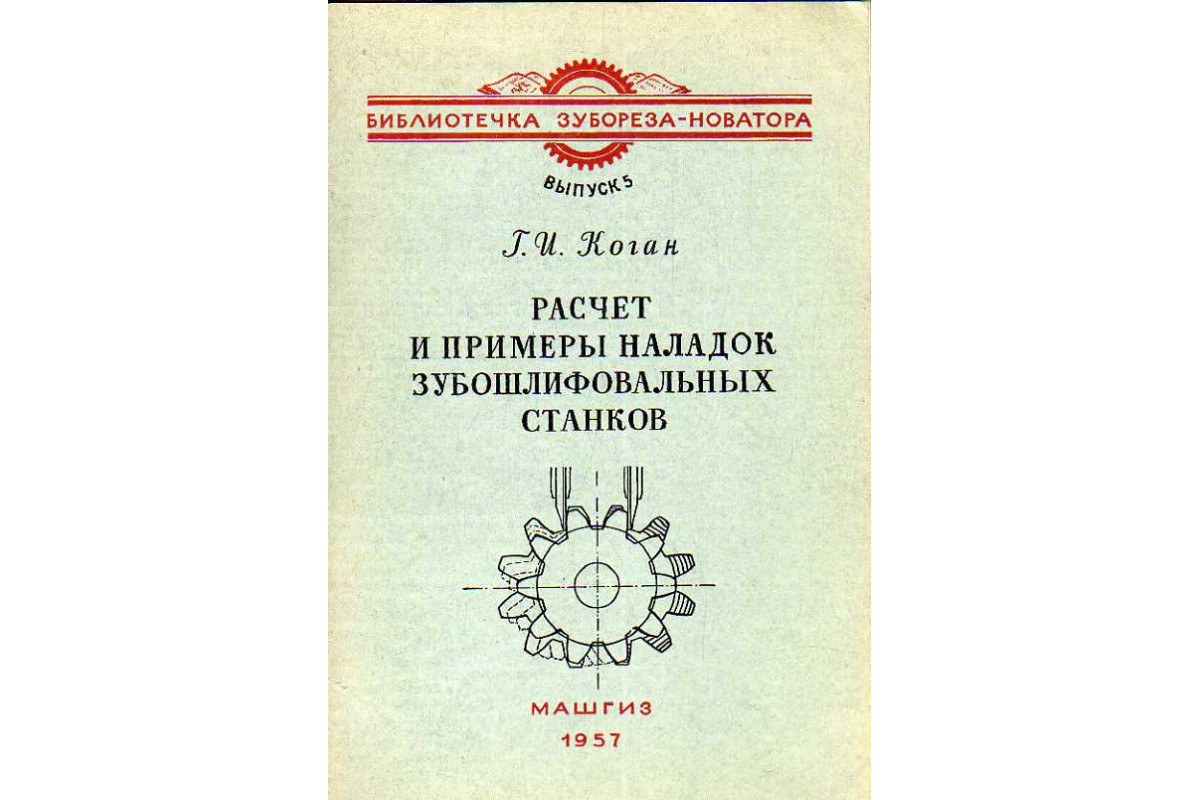 БИБЛИОТЕЧКА ЗУБОРЕЗА-НОВАТОРА
ВЫПУСК 5
Г. И. Коган
РАСЧЕТ
И ПРИМЕРЫ НАЛАДОК
ЗУБОШЛИФОВАЛЬНЫХ
СТАНКОВ
МАШГИЗ
1957